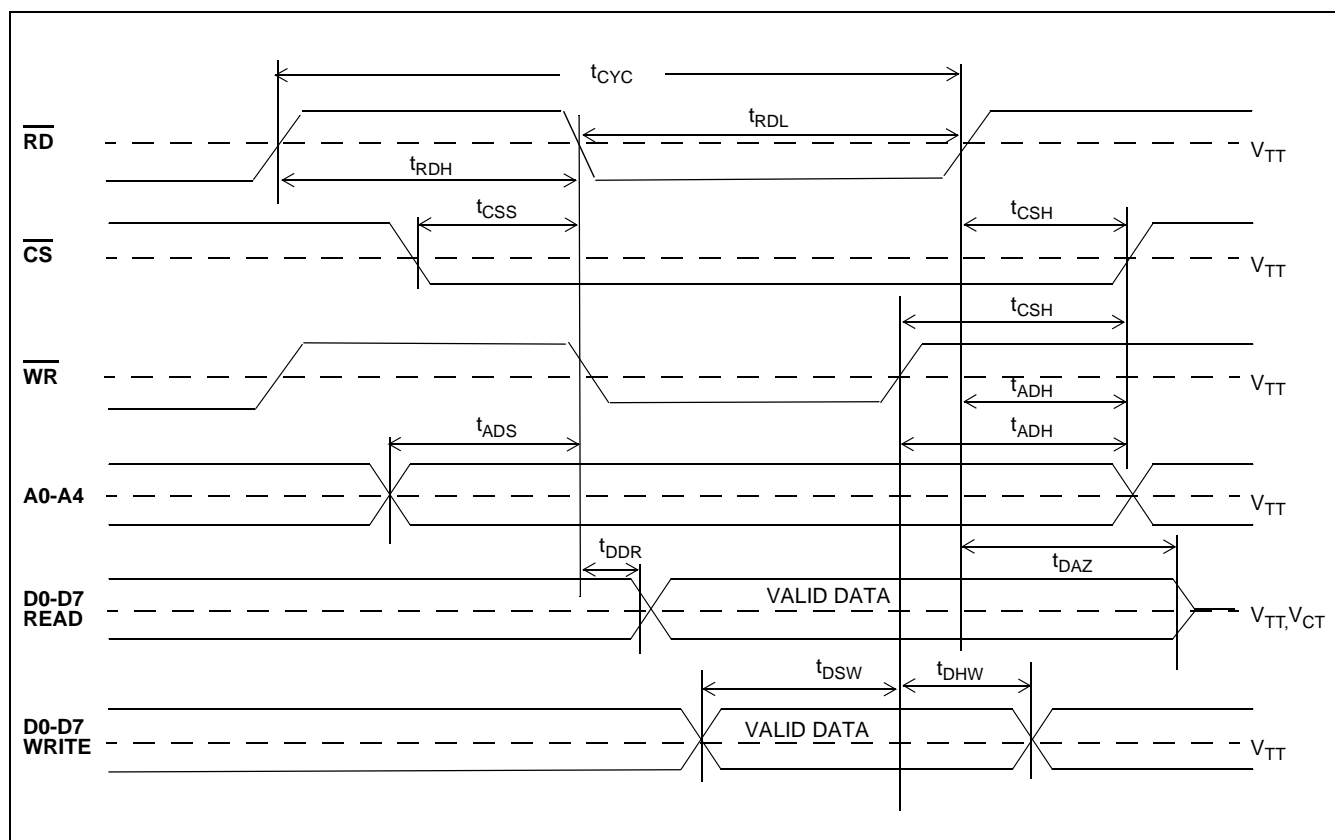 tCYC
RD
tRDL
VTT
tRDH
tCSS
tCSH
CS
VTT
tCSH
WR
VTT
tADH
tADS
tADH
A0-A4
VTT
tDDR
tDAZ
D0-D7
READ
VALID DATA
VTT,VCT
tDSW
tDHW
D0-D7
WRITE
VALID DATA
VTT